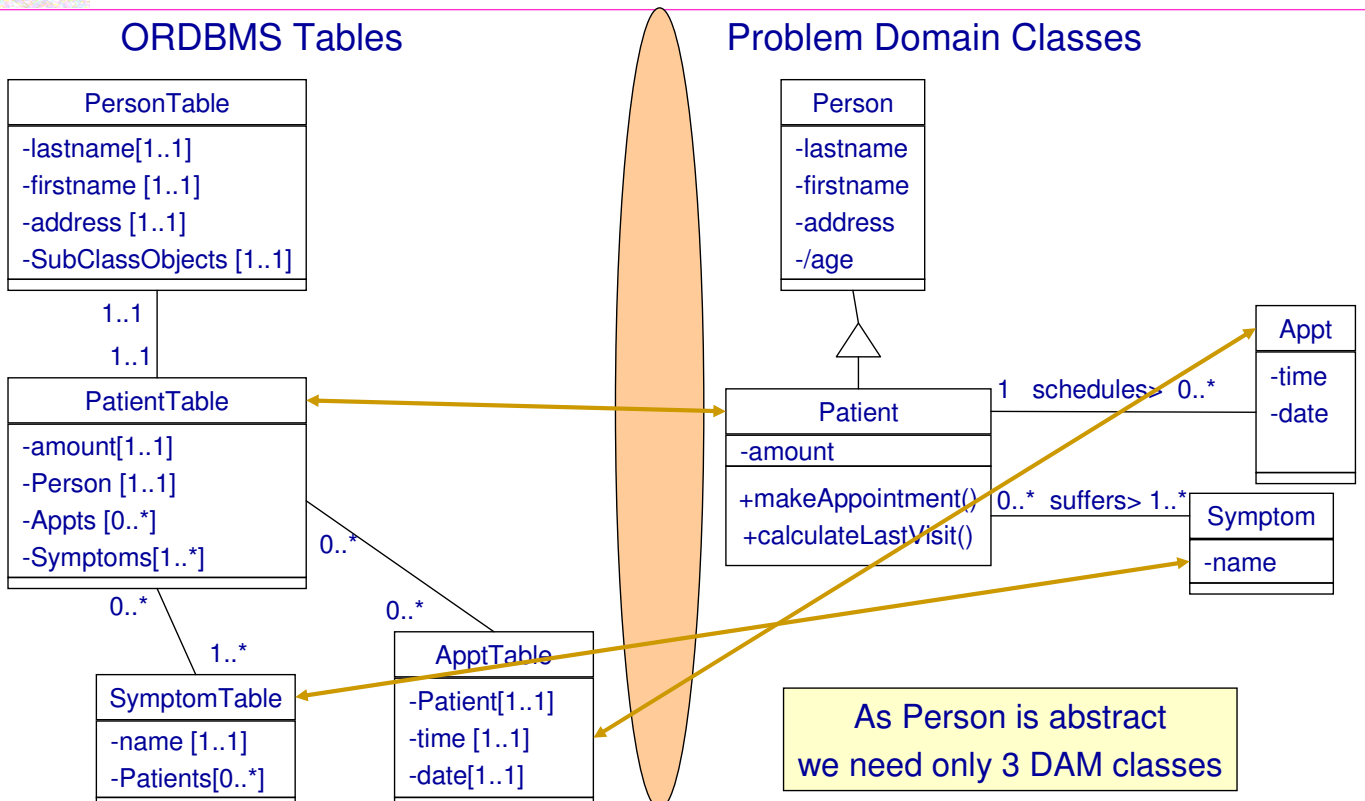 ORDBMS Tables
Problem Domain Classes
PersonTable
-lastname[1..1]
-firstname [1..1]
-address [1..1]
-SubClassObjects [1..1]
1..1
1..1
PatientTable
-amount[1..1]
-Person [1..1]
-Appts [0..*]
-Symptoms[1..*]
0..*
0..*
0..*
1..*
SymptomTable
-name [1..1]
-Patients[0..*]
ApptTable
-Patient[1..1]
-time [1..1]
-date[1..1]
Person
-lastname
-firstname
-address
-/age
Patient
-amount
+makeAppointment()
+calculateLastVisit()
1 schedules> 0..*
Appt
-time
-date
0..* suffers> 1..*
Symptom
-name
As Person is abstract
we need only 3 DAM classes